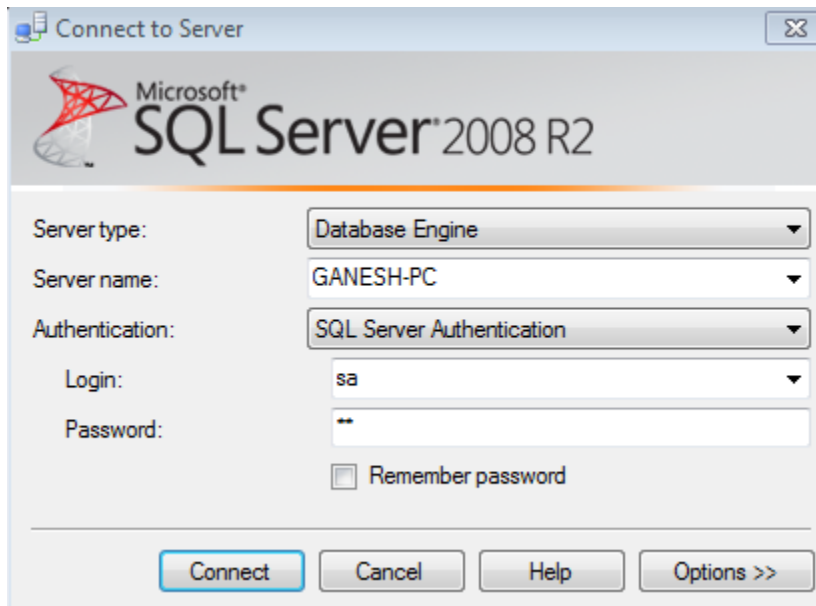 Connect to Server
Microsoft®
SQL Server® 2008 R2
Server type: Database Engine
Server name: GANESH-PC
Authentication: SQL Server Authentication
Login: sa
Password: **
Remember password
Connect Cancel Help Options >>